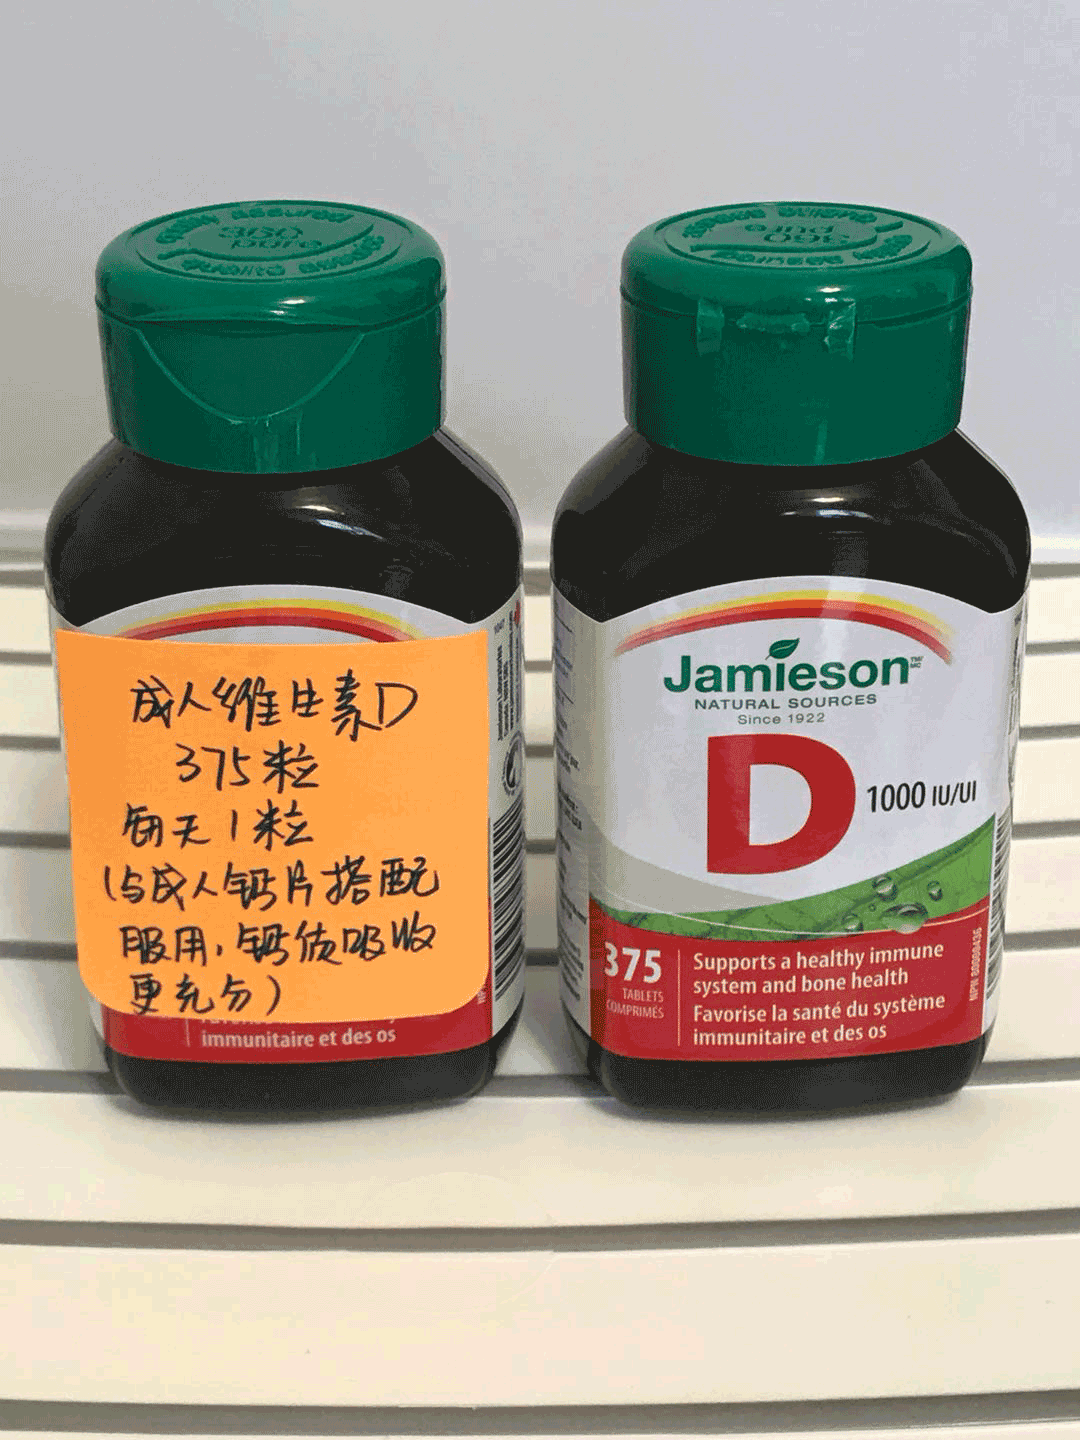 360
pure
成人维生素D
375粒
每天1粒
(与成人钙片搭配
服用,钙质吸收
更充分)
immunitaire et des os
Jamieson
NATURAL SOURCES
Since 1922
D 1000 IU/UI
375
TABLETS
COMPRIMÉS
Supports a healthy immune
system and bone health
Favorise la santé du système
immunitaire et des os